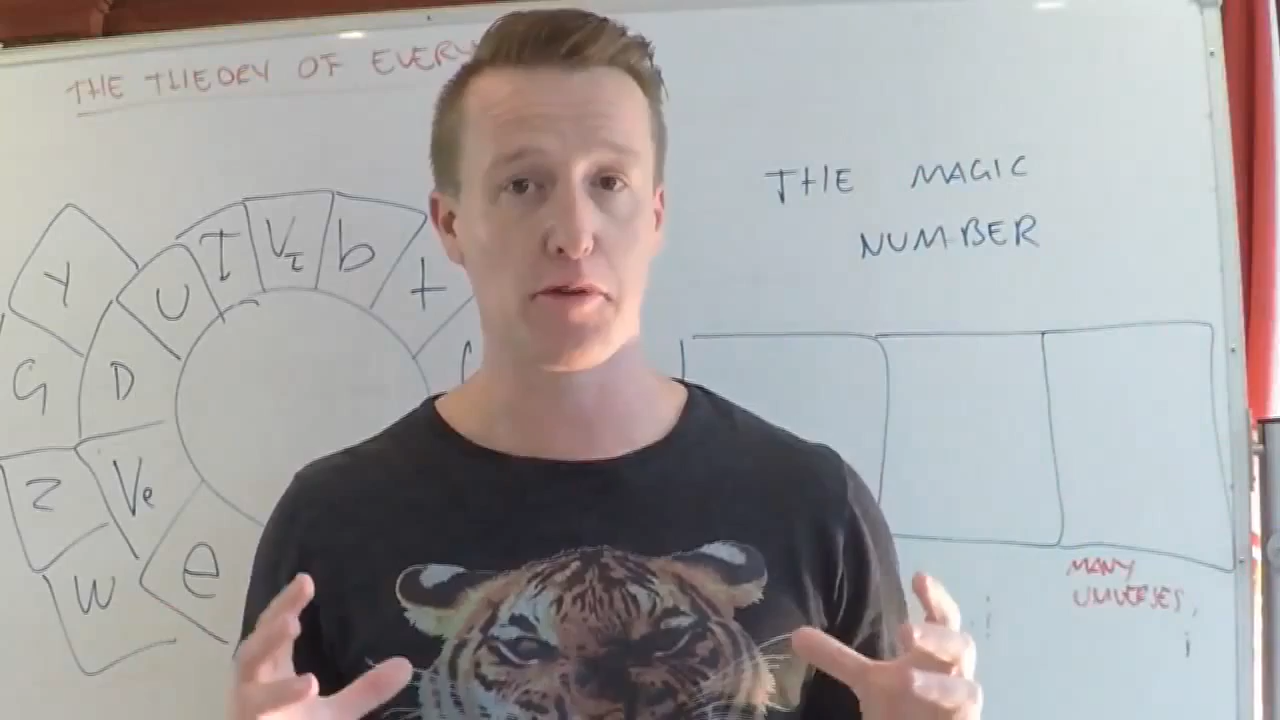 THE THEORY OF EVERY
THE MAGIC
NUMBER
T Vτ b
U t
Y
G D
Z Ve
W e
MANY
UNIVERSES,